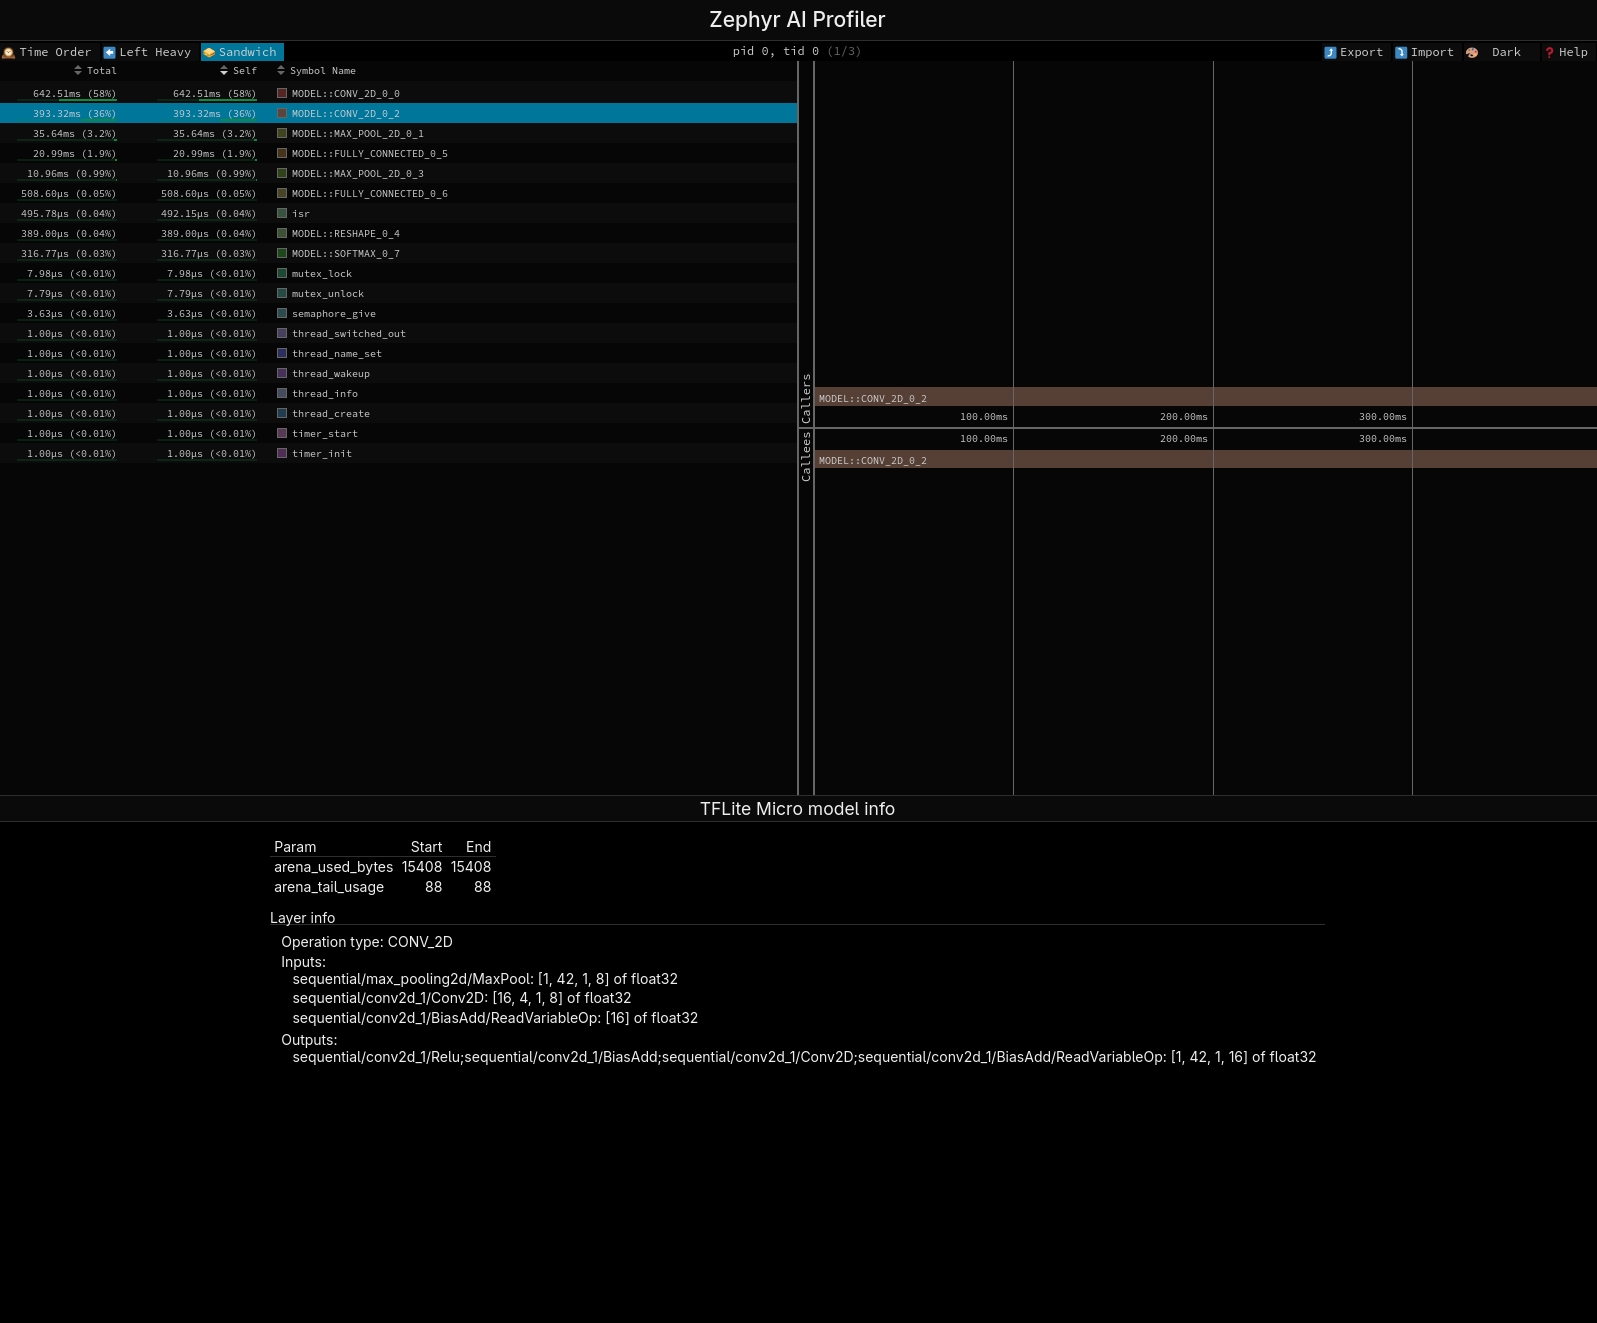 Zephyr AI Profiler
Time Order Left Heavy Sandwich pid 0, tid 0 (1/3) Export Import Dark Help
Total Self Symbol Name
642.51ms (58%) 642.51ms (58%) MODEL::CONV_2D_0_0
393.32ms (36%) 393.32ms (36%) MODEL::CONV_2D_0_2
35.64ms (3.2%) 35.64ms (3.2%) MODEL::MAX_POOL_2D_0_1
20.99ms (1.9%) 20.99ms (1.9%) MODEL::FULLY_CONNECTED_0_5
10.96ms (0.99%) 10.96ms (0.99%) MODEL::MAX_POOL_2D_0_3
508.60µs (0.05%) 508.60µs (0.05%) MODEL::FULLY_CONNECTED_0_6
495.78µs (0.04%) 492.15µs (0.04%) isr
389.00µs (0.04%) 389.00µs (0.04%) MODEL::RESHAPE_0_4
316.77µs (0.03%) 316.77µs (0.03%) MODEL::SOFTMAX_0_7
7.98µs (<0.01%) 7.98µs (<0.01%) mutex_lock
7.79µs (<0.01%) 7.79µs (<0.01%) mutex_unlock
3.63µs (<0.01%) 3.63µs (<0.01%) semaphore_give
1.00µs (<0.01%) 1.00µs (<0.01%) thread_switched_out
1.00µs (<0.01%) 1.00µs (<0.01%) thread_name_set
1.00µs (<0.01%) 1.00µs (<0.01%) thread_wakeup
1.00µs (<0.01%) 1.00µs (<0.01%) thread_info
1.00µs (<0.01%) 1.00µs (<0.01%) thread_create
1.00µs (<0.01%) 1.00µs (<0.01%) timer_start
1.00µs (<0.01%) 1.00µs (<0.01%) timer_init
Callers
MODEL::CONV_2D_0_2
100.00ms 200.00ms 300.00ms
Callees
100.00ms 200.00ms 300.00ms
MODEL::CONV_2D_0_2
TFLite Micro model info
Param Start End
arena_used_bytes 15408 15408
arena_tail_usage 88 88
Layer info
Operation type: CONV_2D
Inputs:
sequential/max_pooling2d/MaxPool: [1, 42, 1, 8] of float32
sequential/conv2d_1/Conv2D: [16, 4, 1, 8] of float32
sequential/conv2d_1/BiasAdd/ReadVariableOp: [16] of float32
Outputs:
sequential/conv2d_1/Relu;sequential/conv2d_1/BiasAdd;sequential/conv2d_1/Conv2D;sequential/conv2d_1/BiasAdd/ReadVariableOp: [1, 42, 1, 16] of float32